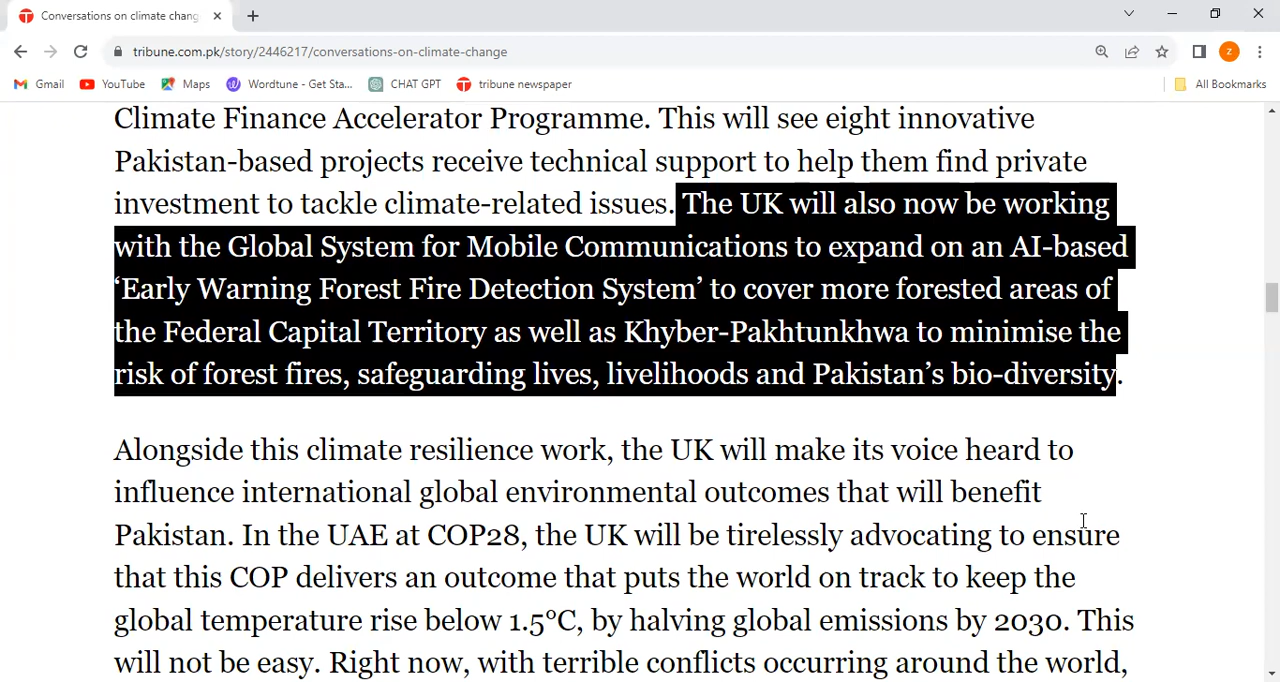 Conversations on climate chang
tribune.com.pk/story/2446217/conversations-on-climate-change
Z
Gmail
YouTube
Maps
Wordtune - Get Sta...
CHAT GPT
tribune newspaper
All Bookmarks
Climate Finance Accelerator Programme. This will see eight innovative
Pakistan-based projects receive technical support to help them find private
investment to tackle climate-related issues. The UK will also now be working
with the Global System for Mobile Communications to expand on an AI-based
‘Early Warning Forest Fire Detection System’ to cover more forested areas of
the Federal Capital Territory as well as Khyber-Pakhtunkhwa to minimise the
risk of forest fires, safeguarding lives, livelihoods and Pakistan’s bio-diversity.
Alongside this climate resilience work, the UK will make its voice heard to
influence international global environmental outcomes that will benefit
Pakistan. In the UAE at COP28, the UK will be tirelessly advocating to ensure
that this COP delivers an outcome that puts the world on track to keep the
global temperature rise below 1.5°C, by halving global emissions by 2030. This
will not be easy. Right now, with terrible conflicts occurring around the world,